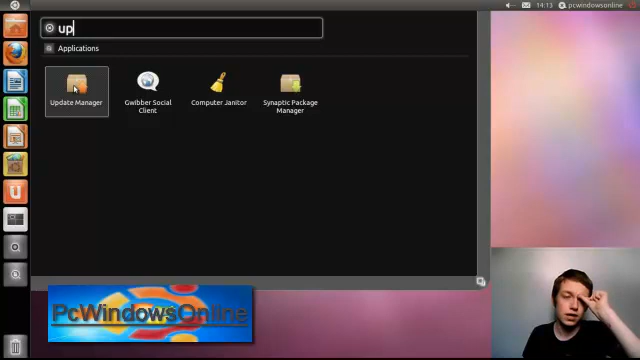 14:13 pcwindowsonline
up
Applications
Update Manager
Gwibber Social Client
Computer Janitor
Synaptic Package Manager
PcWindowsOnline